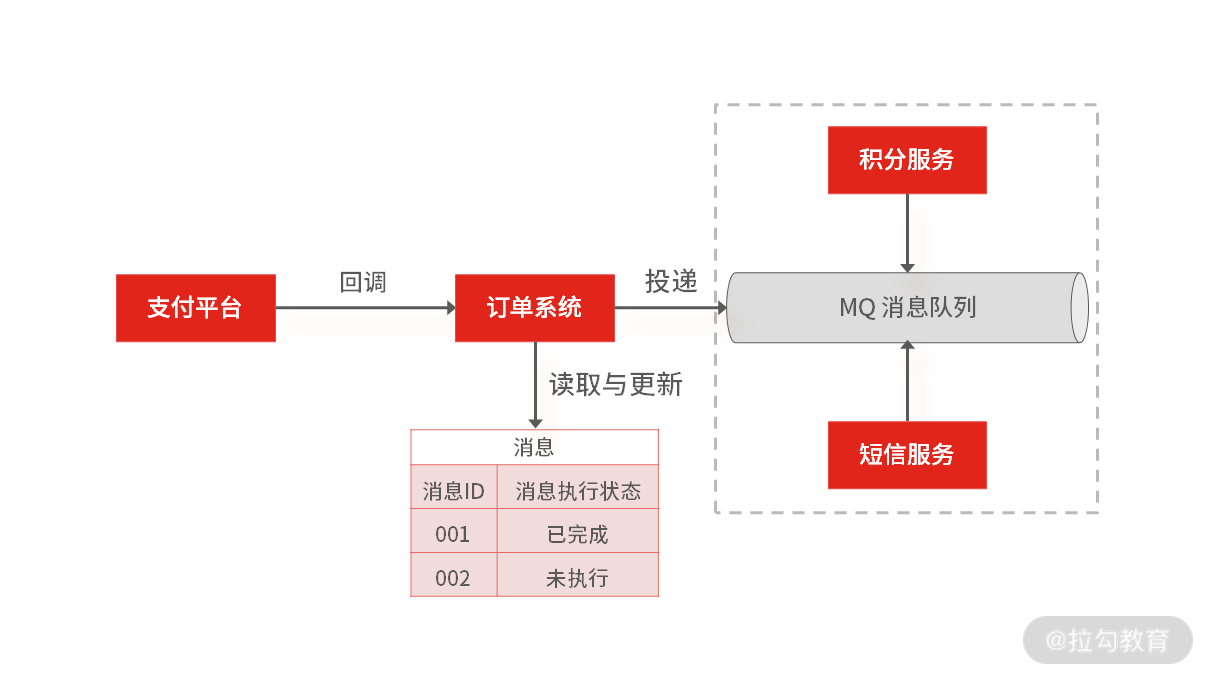 积分服务
支付平台
回调
订单系统
投递
MQ 消息队列
读取与更新
消息
消息ID
消息执行状态
001
已完成
002
未执行
短信服务
@拉勾教育